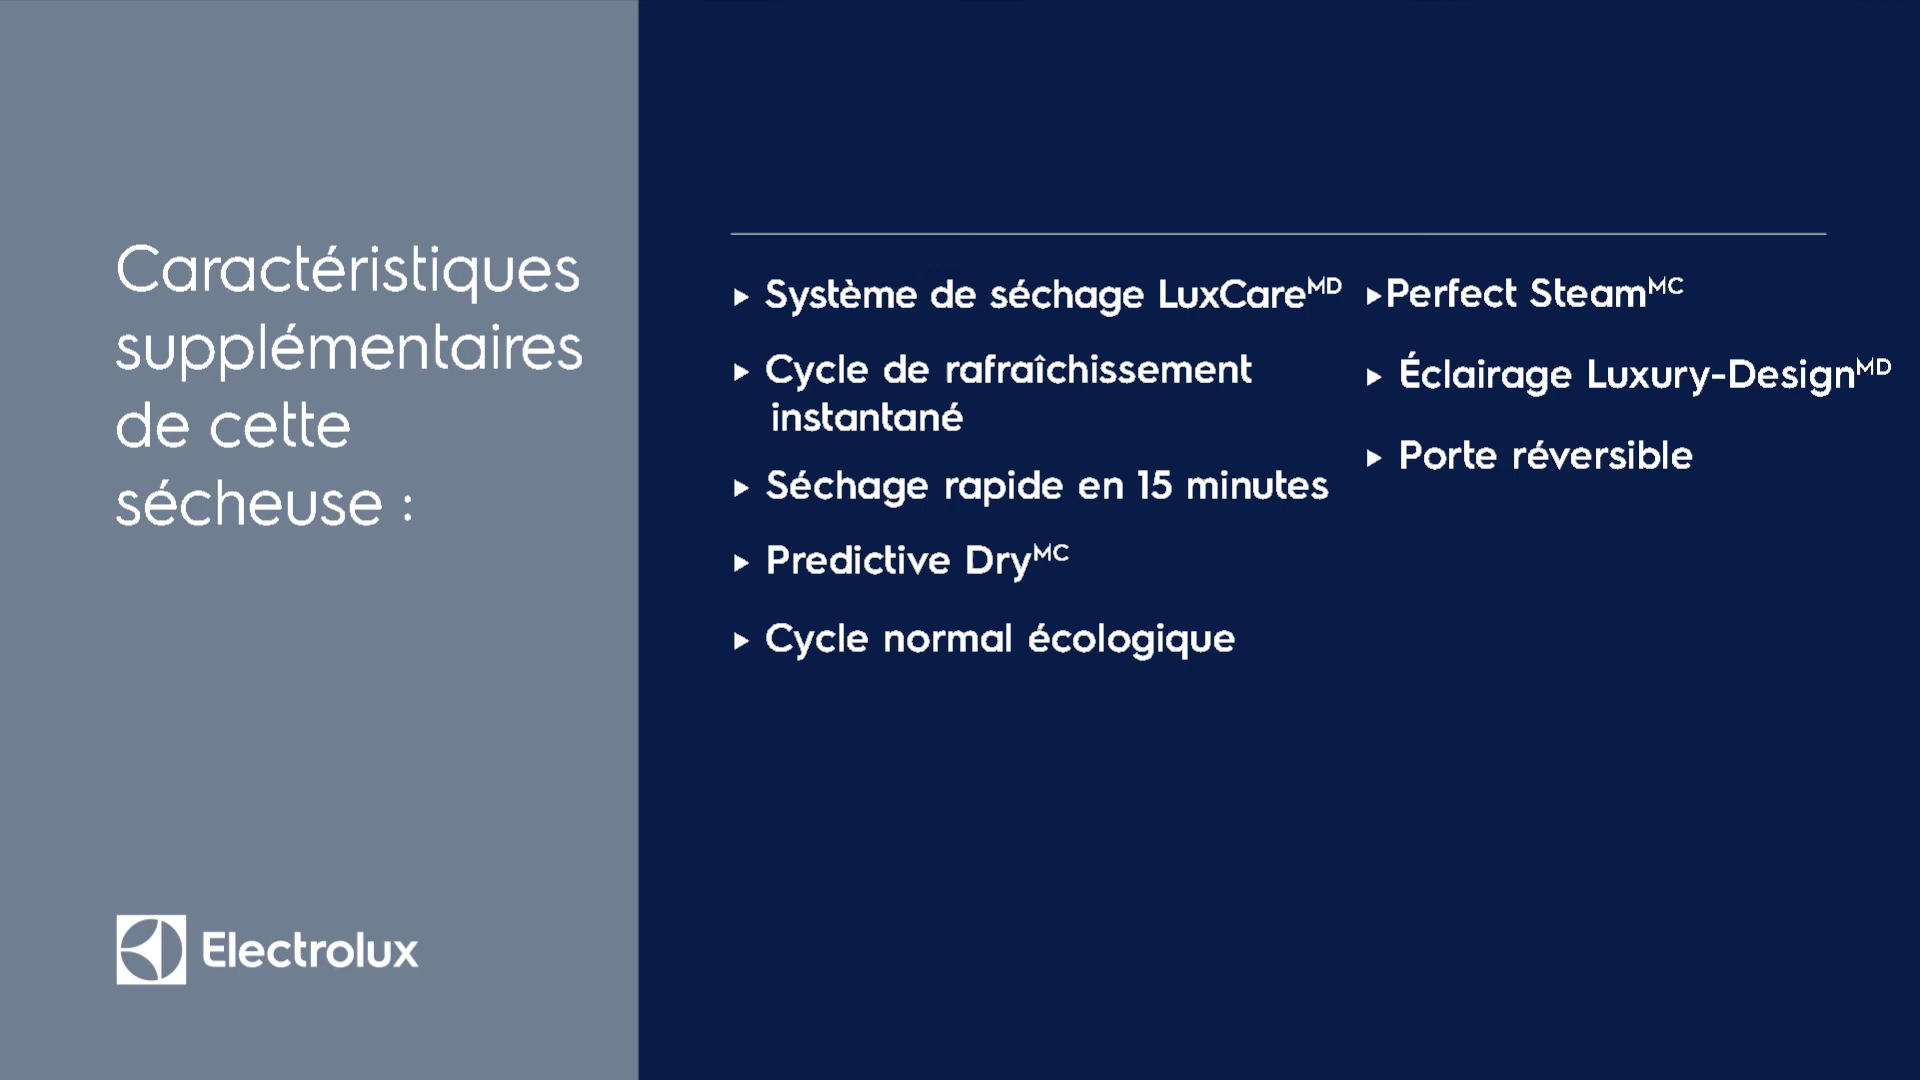 Caractéristiques
supplémentaires
de cette
sécheuse :
▸ Système de séchage LuxCareᴹᴰ
▸ Cycle de rafraîchissement
instantané
▸ Séchage rapide en 15 minutes
▸ Predictive Dryᴹᶜ
▸ Cycle normal écologique
▸Perfect Steamᴹᶜ
▸ Éclairage Luxury-Designᴹᴰ
▸ Porte réversible
Electrolux